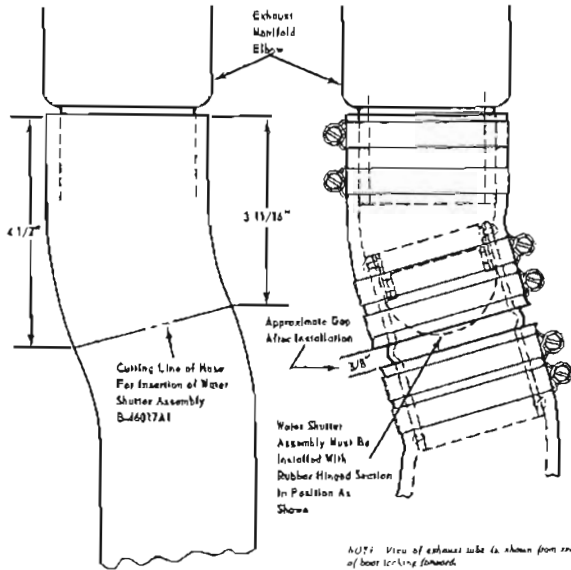 Exhaust
Manifold
Elbow
4 1/2"
3 11/16"
Approximate Gap
After Installation
3/8"
Cutting Line of Hose
For Insertion of Water
Shutter Assembly
Water Shutter
Assembly Must Be
Installed With
Rubber Hinged Section
In Position As
Shown
NOTE: View of exhaust tube is shown from
of boat looking forward.